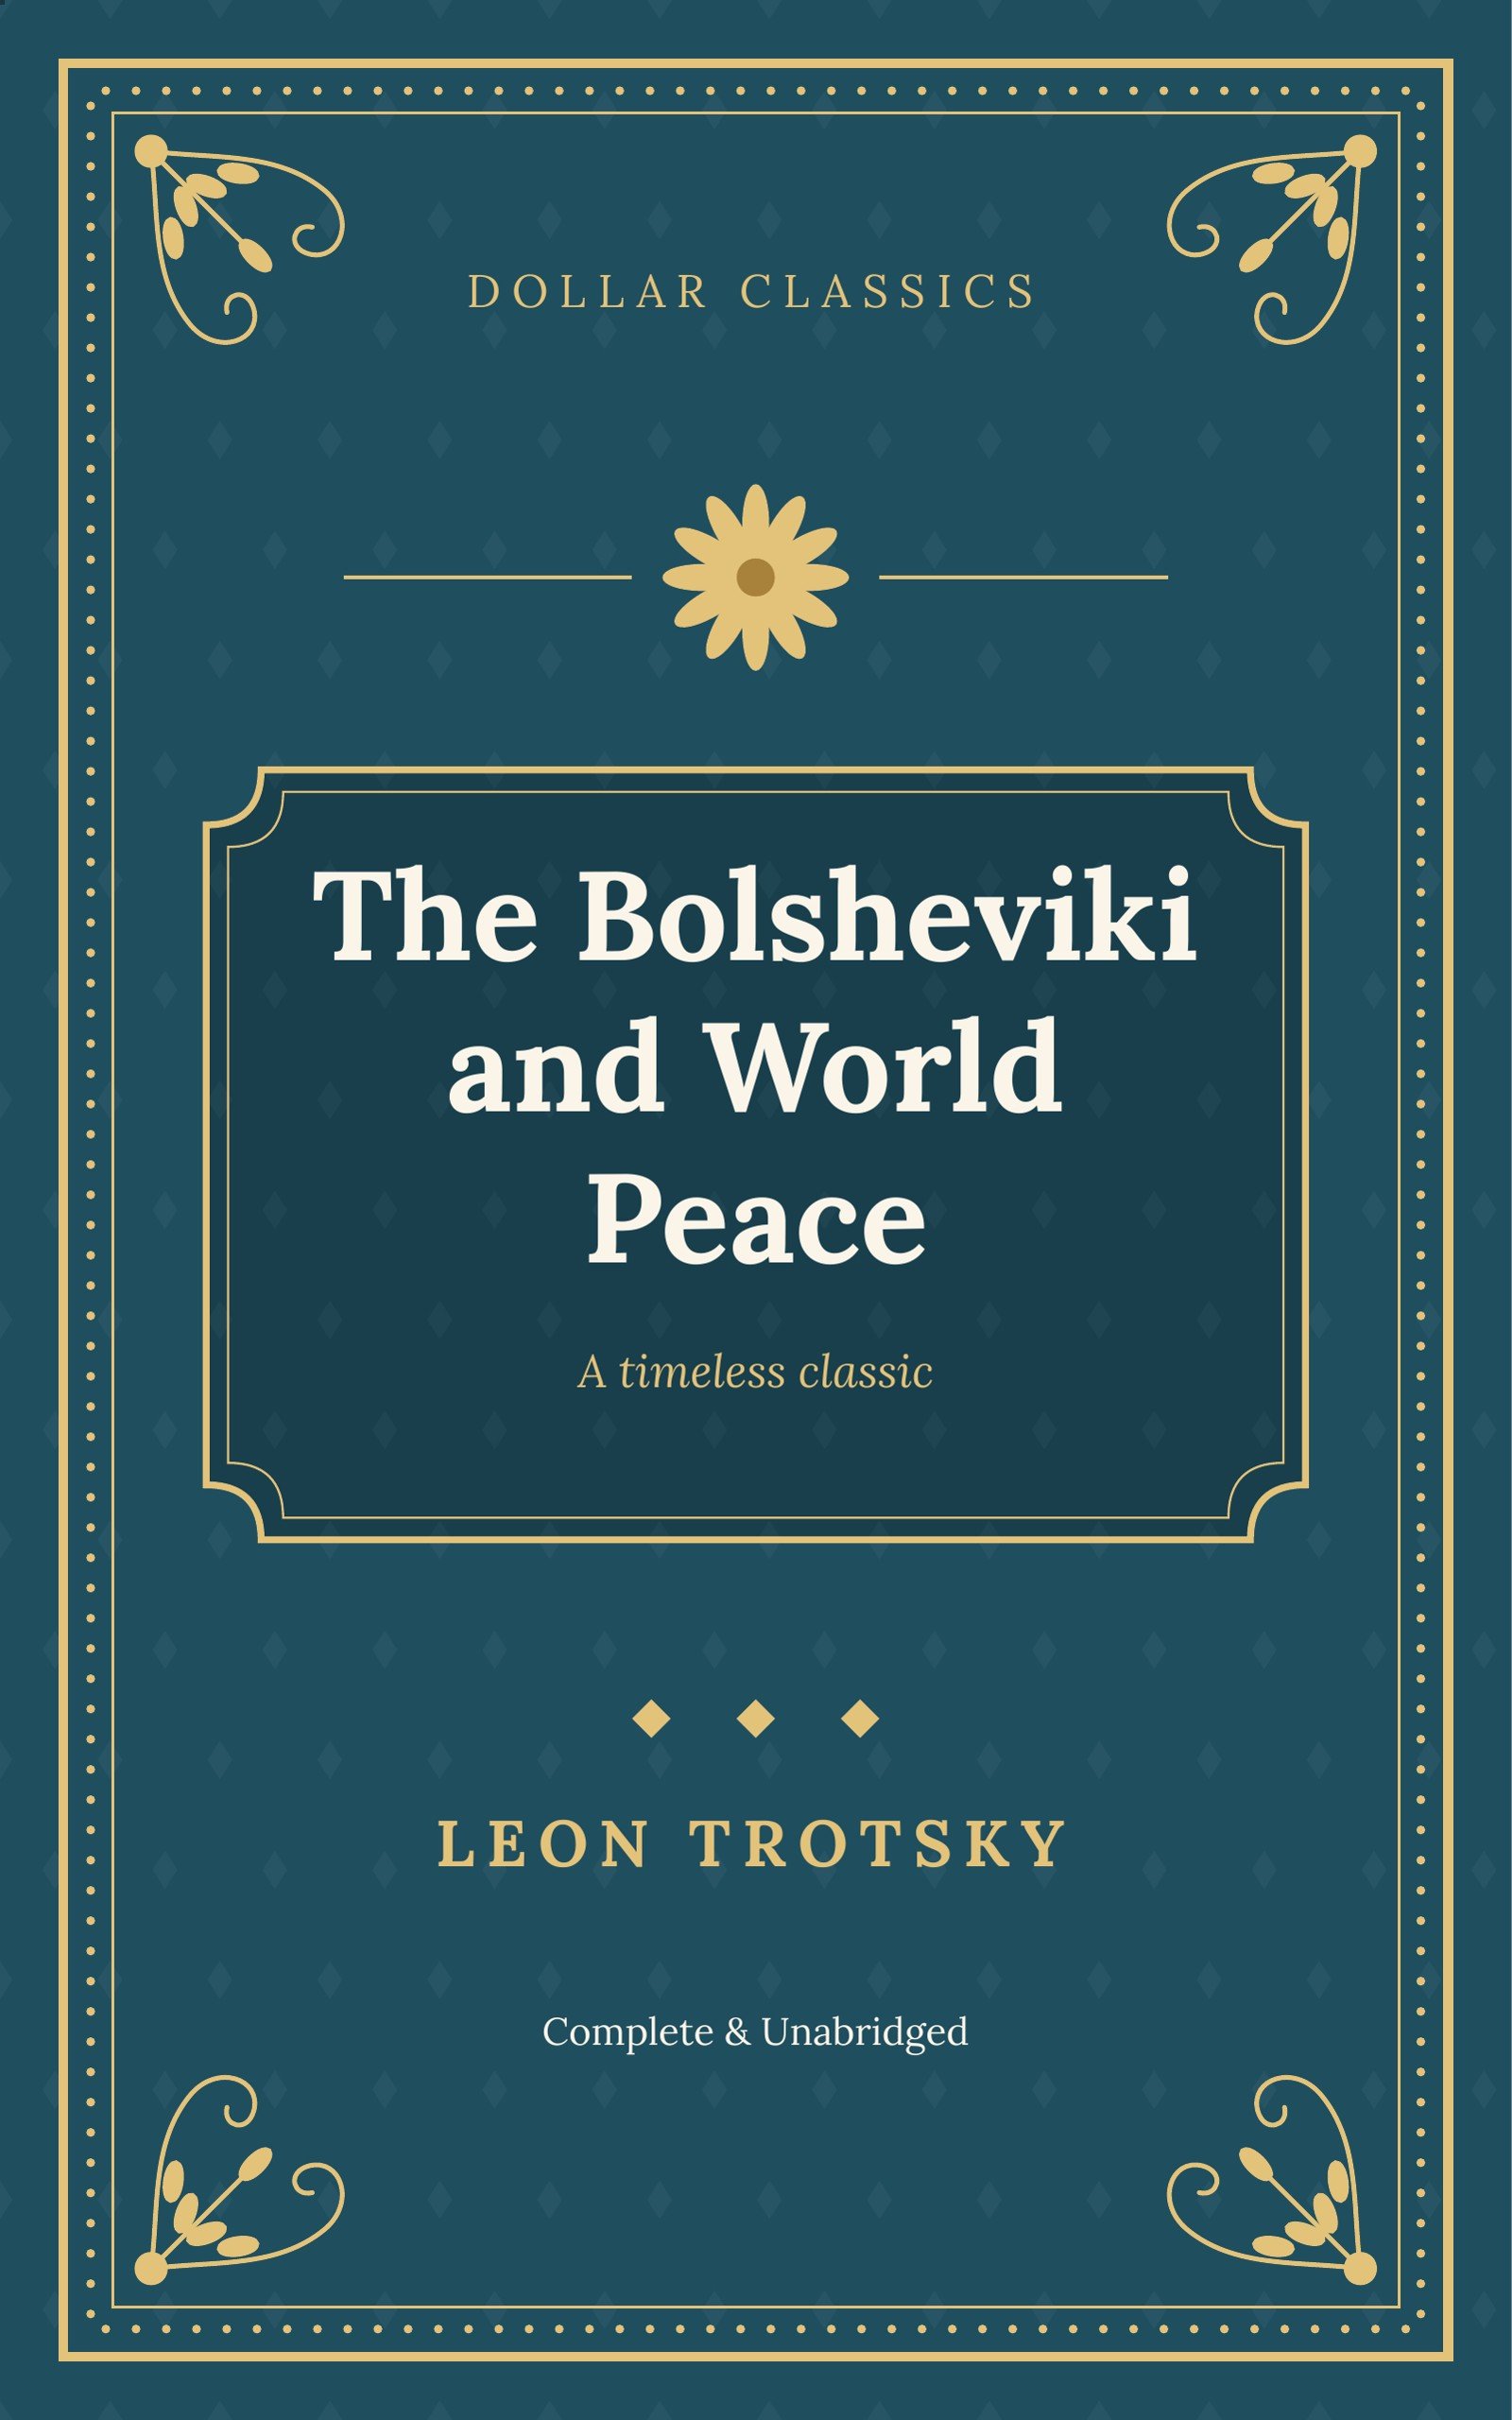 DOLLAR CLASSICS
The Bolsheviki
and World
Peace
A timeless classic
LEON TROTSKY
Complete & Unabridged